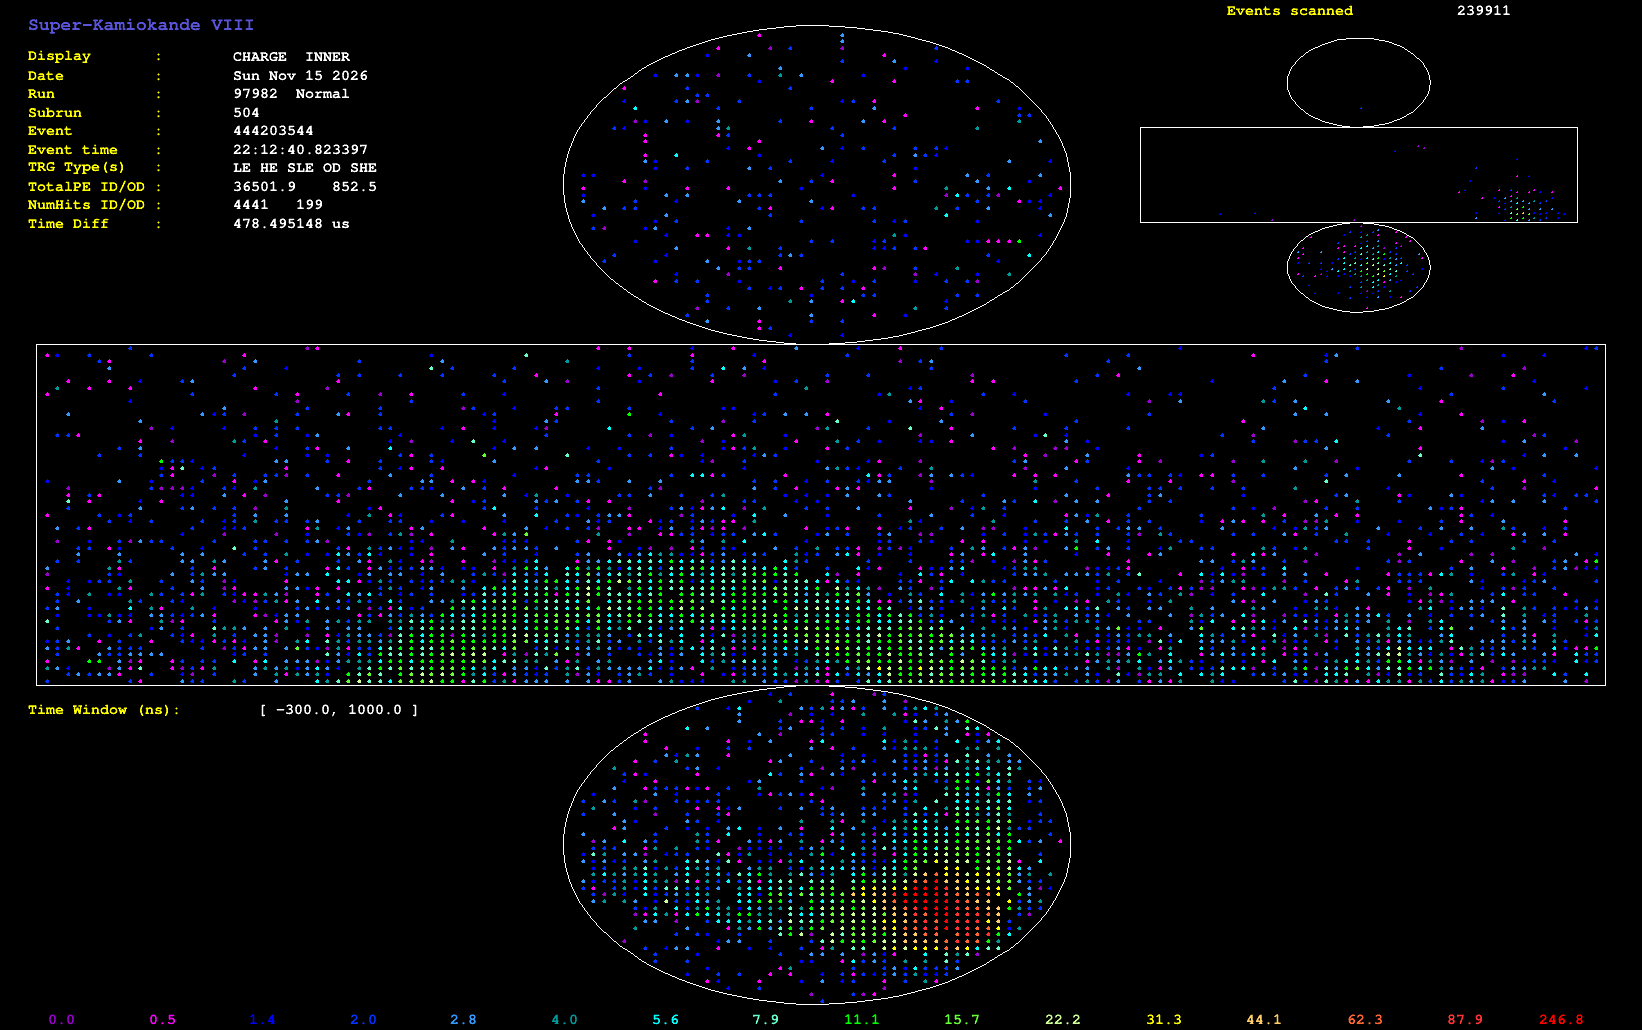 Super-Kamiokande VIII
Events scanned 239911
Display : CHARGE INNER
Date : Sun Nov 15 2026
Run : 97982 Normal
Subrun : 504
Event : 444203544
Event time : 22:12:40.823397
TRG Type(s) : LE HE SLE OD SHE
TotalPE ID/OD : 36501.9 852.5
NumHits ID/OD : 4441 199
Time Diff : 478.495148 us
Time Window (ns): [ -300.0, 1000.0 ]
0.0 0.5 1.4 2.0 2.8 4.0 5.6 7.9 11.1 15.7 22.2 31.3 44.1 62.3 87.9 246.8